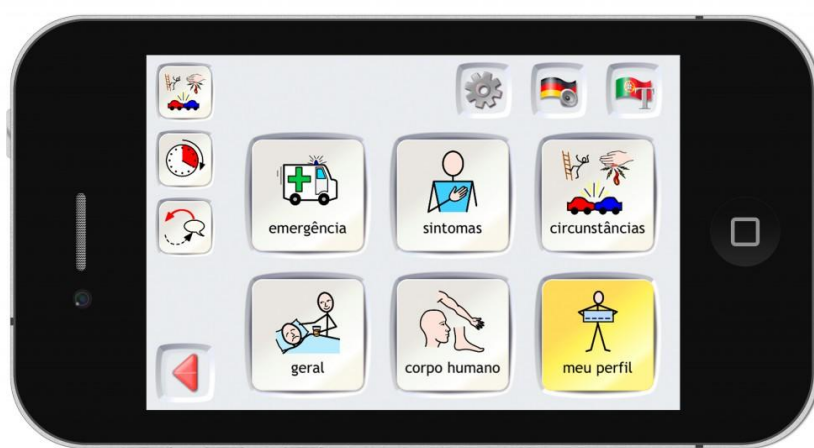 T
emergência
sintomas
circunstâncias
geral
corpo humano
meu perfil